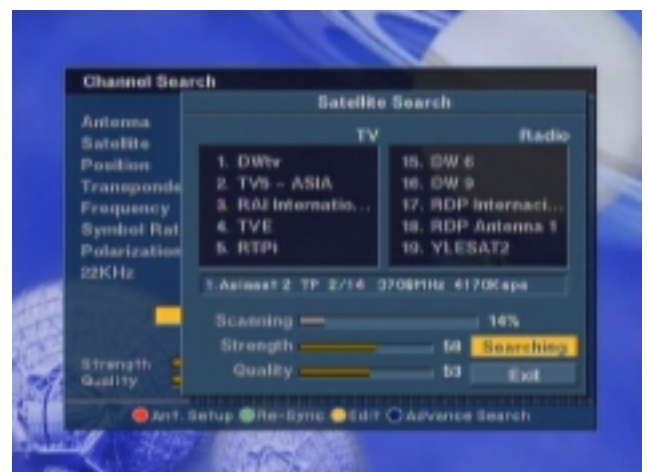 Channel Search
Satellite Search
Antenna
Satellite
Position
Transponde
Frequency
Symbol Rat
Polarization
22KHz
Strength
Quality
TV
1. DWtv
2. TV5 - ASIA
3. RAI Internatio...
4. TVE
5. RTPi
Radio
15. DW 6
16. DW 9
17. RDP Internaci...
18. RDP Antenna 1
19. YLESAT2
1.Asiasat 2 TP 2/14 3706MHz 4170Ksps
Scanning 14%
Strength 58 Searching
Quality 53 Exit
Ant. Setup Re-Sync Edit Advance Search